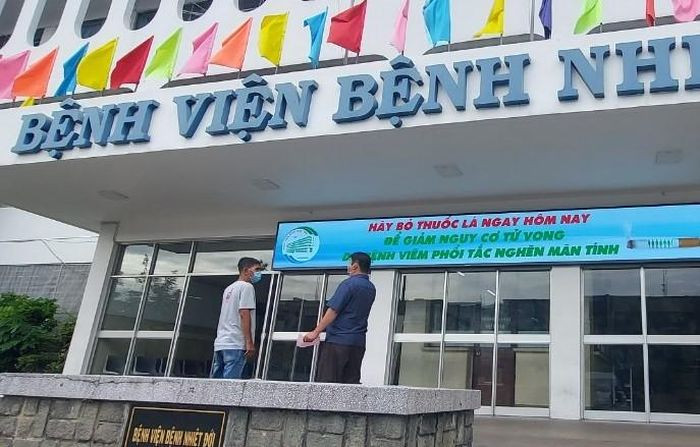 BỆNH VIỆN BỆNH NHI
HÃY BỎ THUỐC LÁ NGAY HÔM NAY
ĐỂ GIẢM NGUY CƠ TỬ VONG
BỆNH VIÊM PHỔI TẮC NGHẼN MÃN TÍNH
BỆNH VIỆN BỆNH NHIỆT ĐỚI